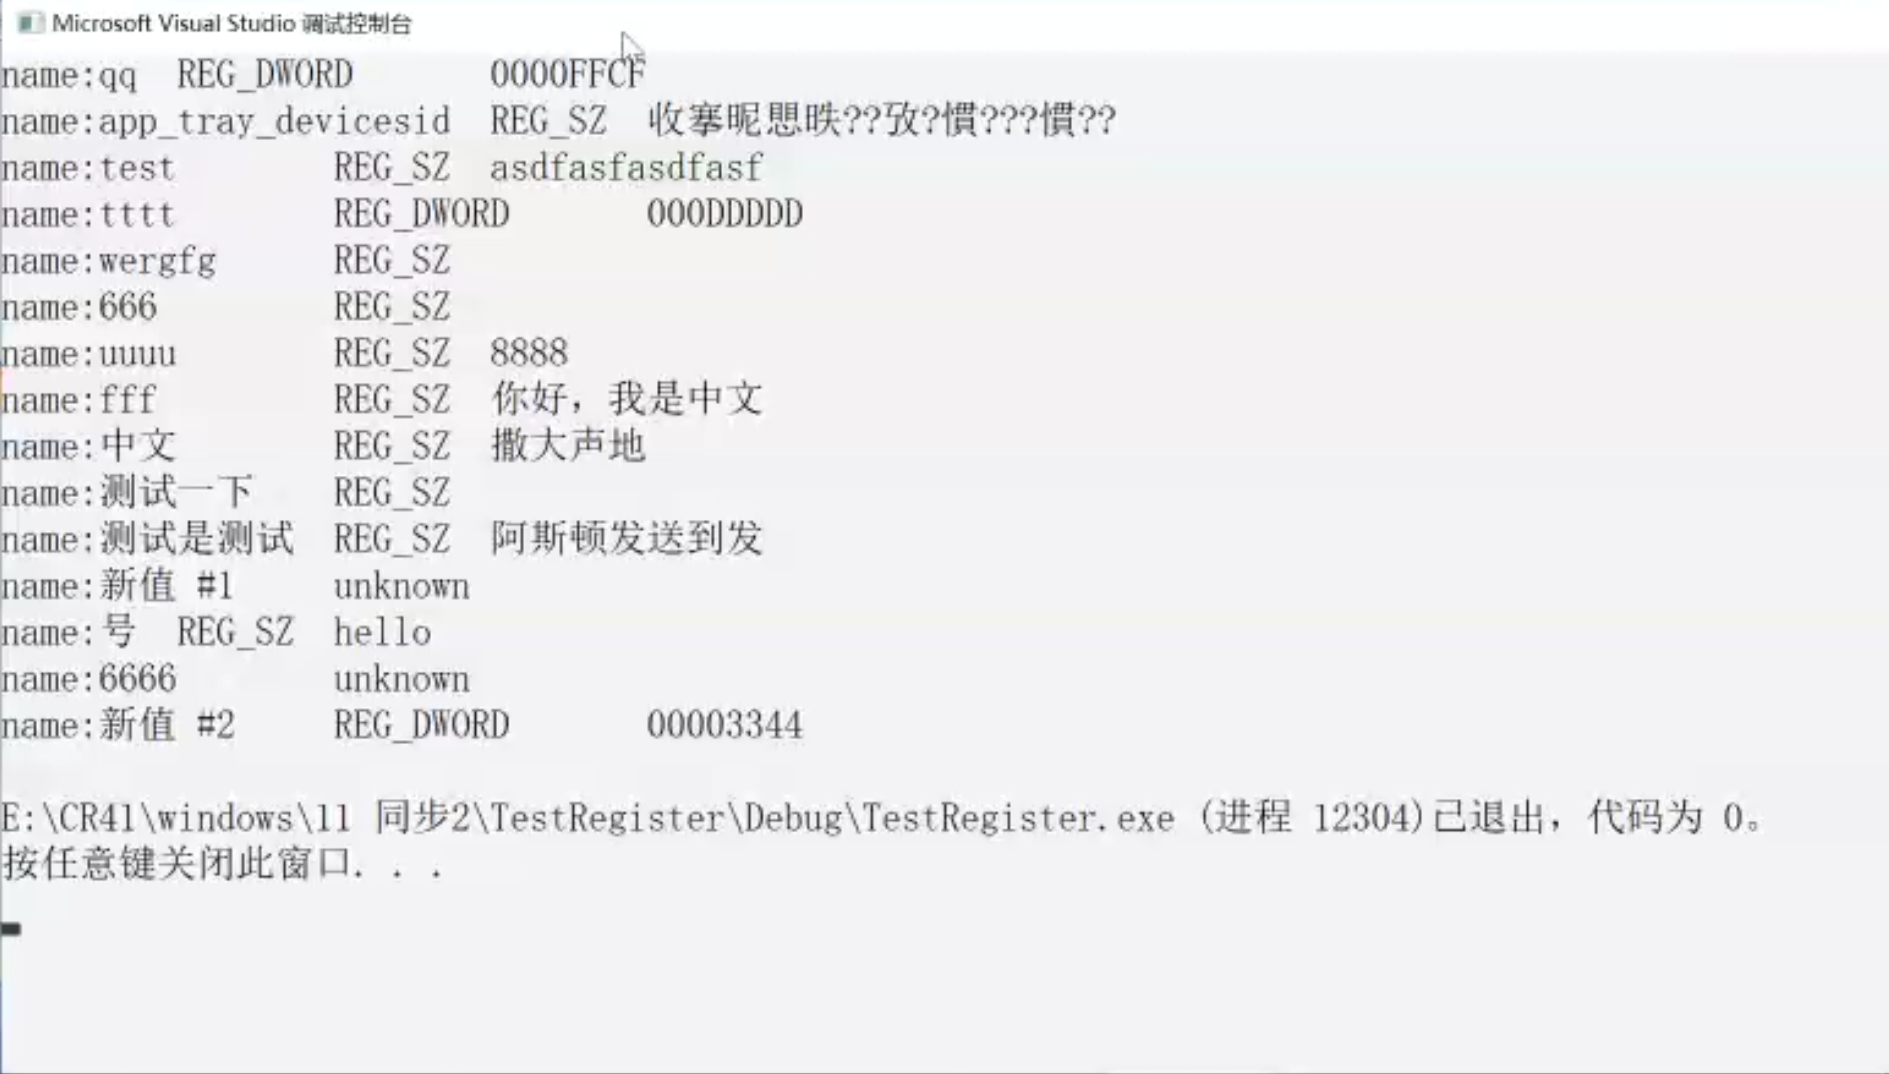 Microsoft Visual Studio 调试控制台
name:qq REG_DWORD 0000FFCF
name:app_tray_devicesid REG_SZ 收塞昵愳昳??攷?慣???慣??
name:test REG_SZ asdfasfasdfasf
name:tttt REG_DWORD 000DDDDD
name:wergfg REG_SZ
name:666 REG_SZ
name:uuuu REG_SZ 8888
name:fff REG_SZ 你好，我是中文
name:中文 REG_SZ 撒大声地
name:测试一下 REG_SZ
name:测试是测试 REG_SZ 阿斯顿发送到发
name:新值 #1 unknown
name:号 REG_SZ hello
name:6666 unknown
name:新值 #2 REG_DWORD 00003344
E:\CR41\windows\11 同步2\TestRegister\Debug\TestRegister.exe (进程 12304)已退出，代码为 0。
按任意键关闭此窗口. . .